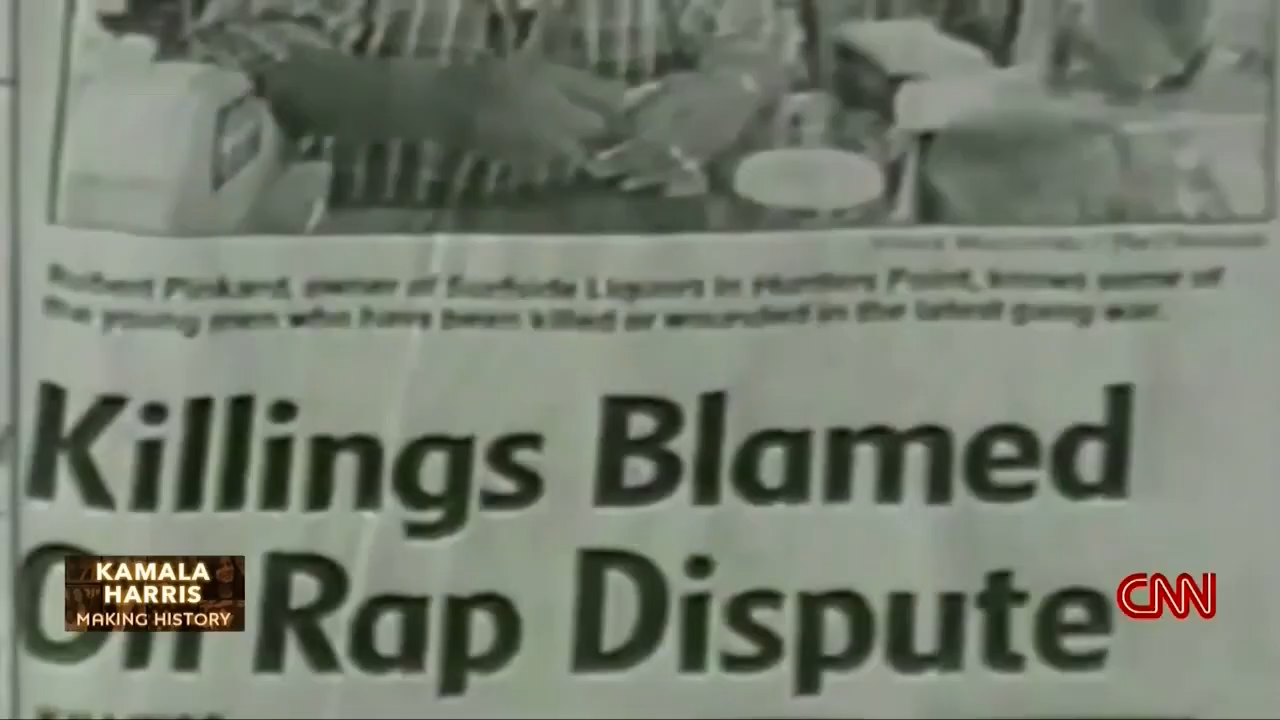 Robert Pinkard, owner of Surfside Liquors in Hunters Point, knows some of
the young men who have been killed or wounded in the latest gang war.
Killings Blamed
On Rap Dispute
KAMALA
HARRIS
MAKING HISTORY
CNN